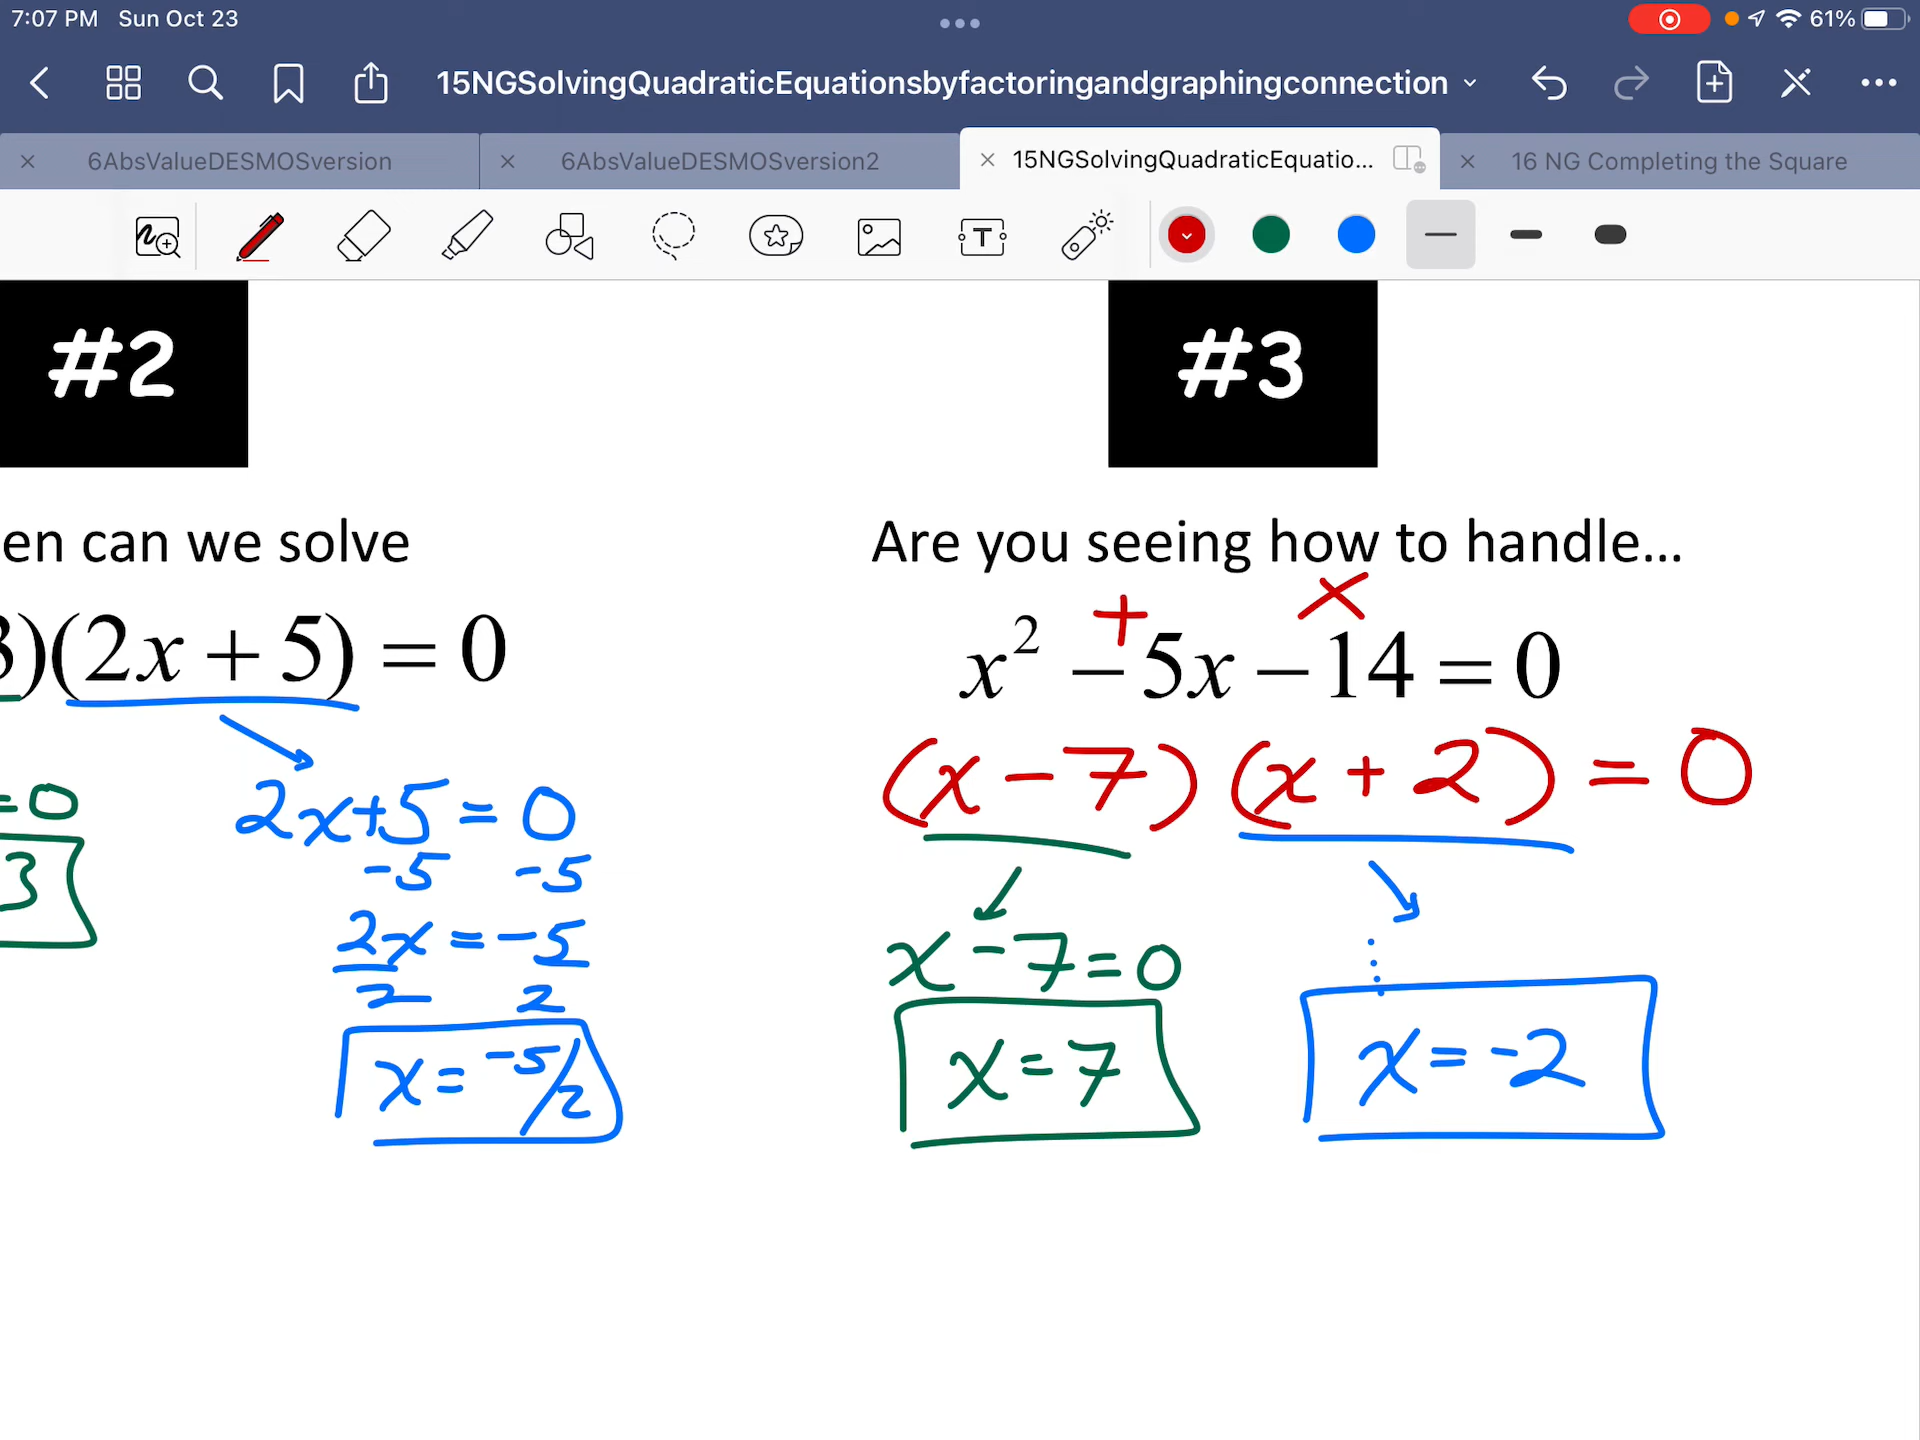 7:07 PM Sun Oct 23
61%
15NGSolvingQuadraticEquationsbyfactoringandgraphingconnection
6AbsValueDESMOSversion
6AbsValueDESMOSversion2
15NGSolvingQuadraticEquatio...
16 NG Completing the Square
T
#2
en can we solve
3)(2x + 5) = 0
=0
3
2x+5 = 0
-5 -5
2x = -5
2 2
x = -5/2
#3
Are you seeing how to handle...
+ ×
x² − 5x − 14 = 0
(x − 7) (x + 2) = 0
x − 7 = 0
x = 7
x = -2